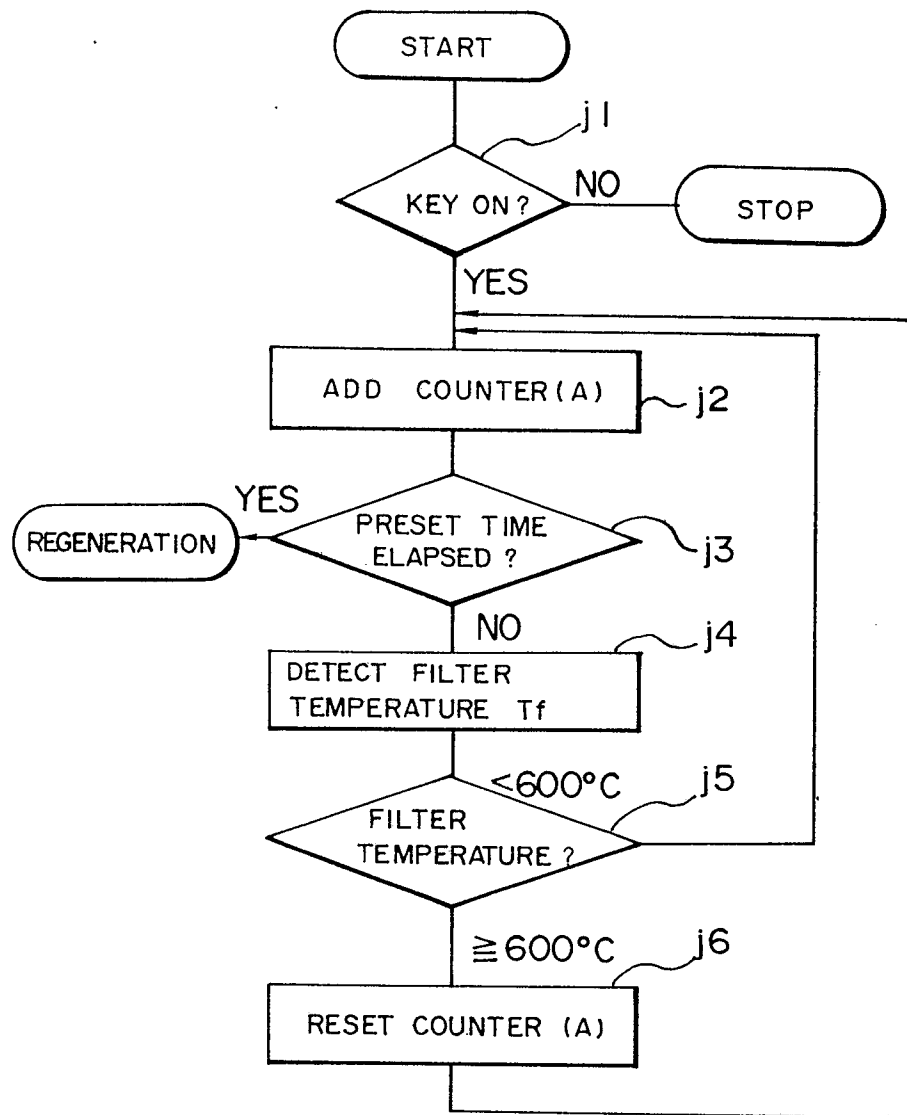 START
j1
KEY ON?
NO
STOP
YES
ADD COUNTER(A)
j2
YES
REGENERATION
PRESET TIME
ELAPSED ?
j3
NO
j4
DETECT FILTER
TEMPERATURE Tf
<600°C
j5
FILTER
TEMPERATURE ?
≧600°C
j6
RESET COUNTER (A)